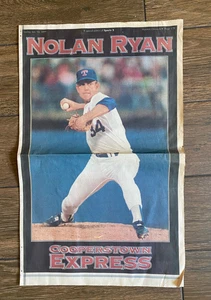 NOLAN RYAN
T
34
COOPERSTOWN
EXPRESS